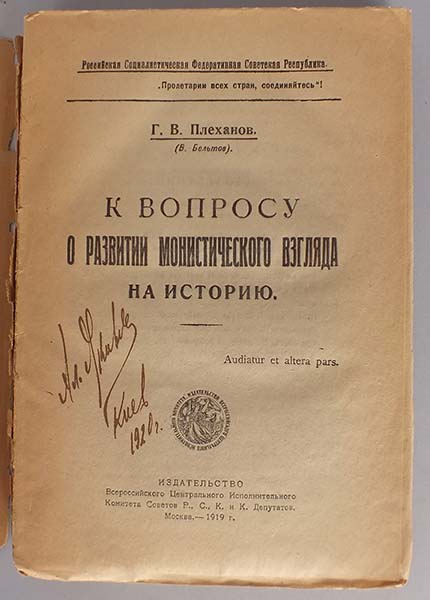 Российская Социалистическая Федеративная Советская Республика.
„Пролетарии всех стран, соединяйтесь“!
Г. В. Плеханов.
(В. Бельтов).
К ВОПРОСУ
О РАЗВИТИИ МОНИСТИЧЕСКОГО ВЗГЛЯДА
НА ИСТОРИЮ.
Audiatur et altera pars.
Ал.
Киев
1920 г.
ИЗДАТЕЛЬСТВО
Всероссийского Центрального Исполнительного
Комитета Советов Р., С., К. и К. Депутатов.
Москва.—1919 г.